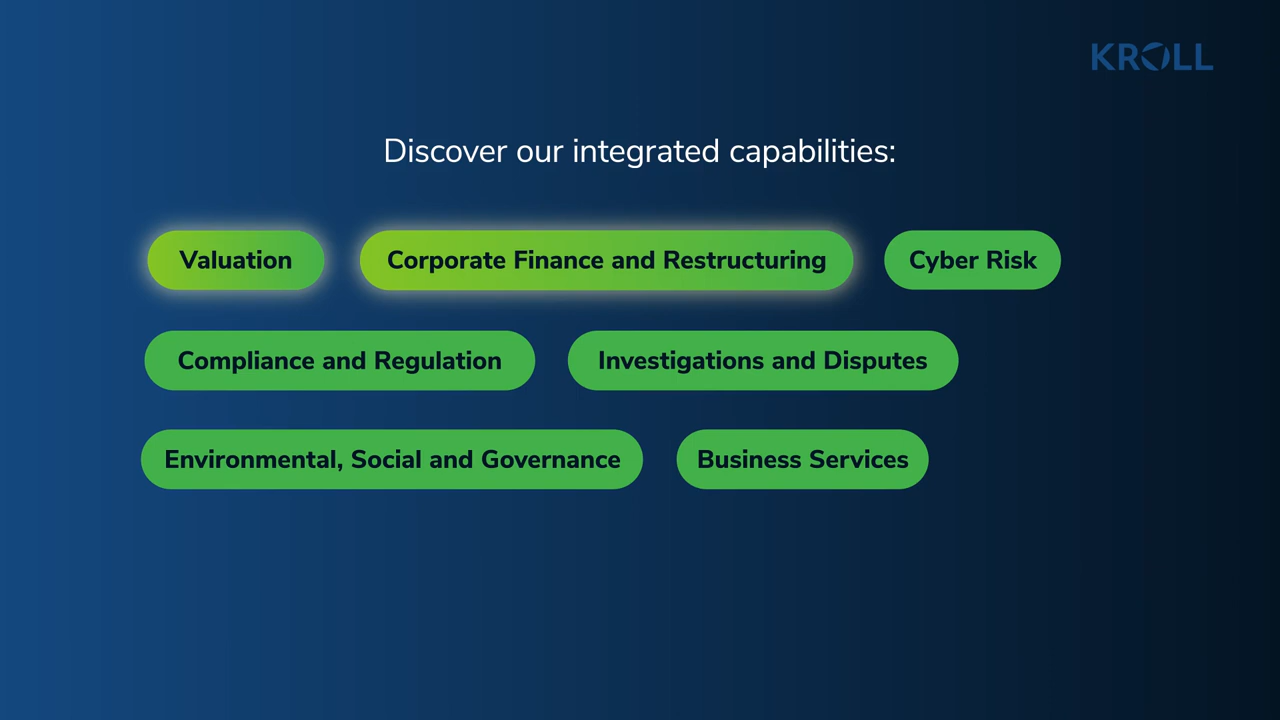 KROLL
Discover our integrated capabilities:
Valuation
Corporate Finance and Restructuring
Cyber Risk
Compliance and Regulation
Investigations and Disputes
Environmental, Social and Governance
Business Services